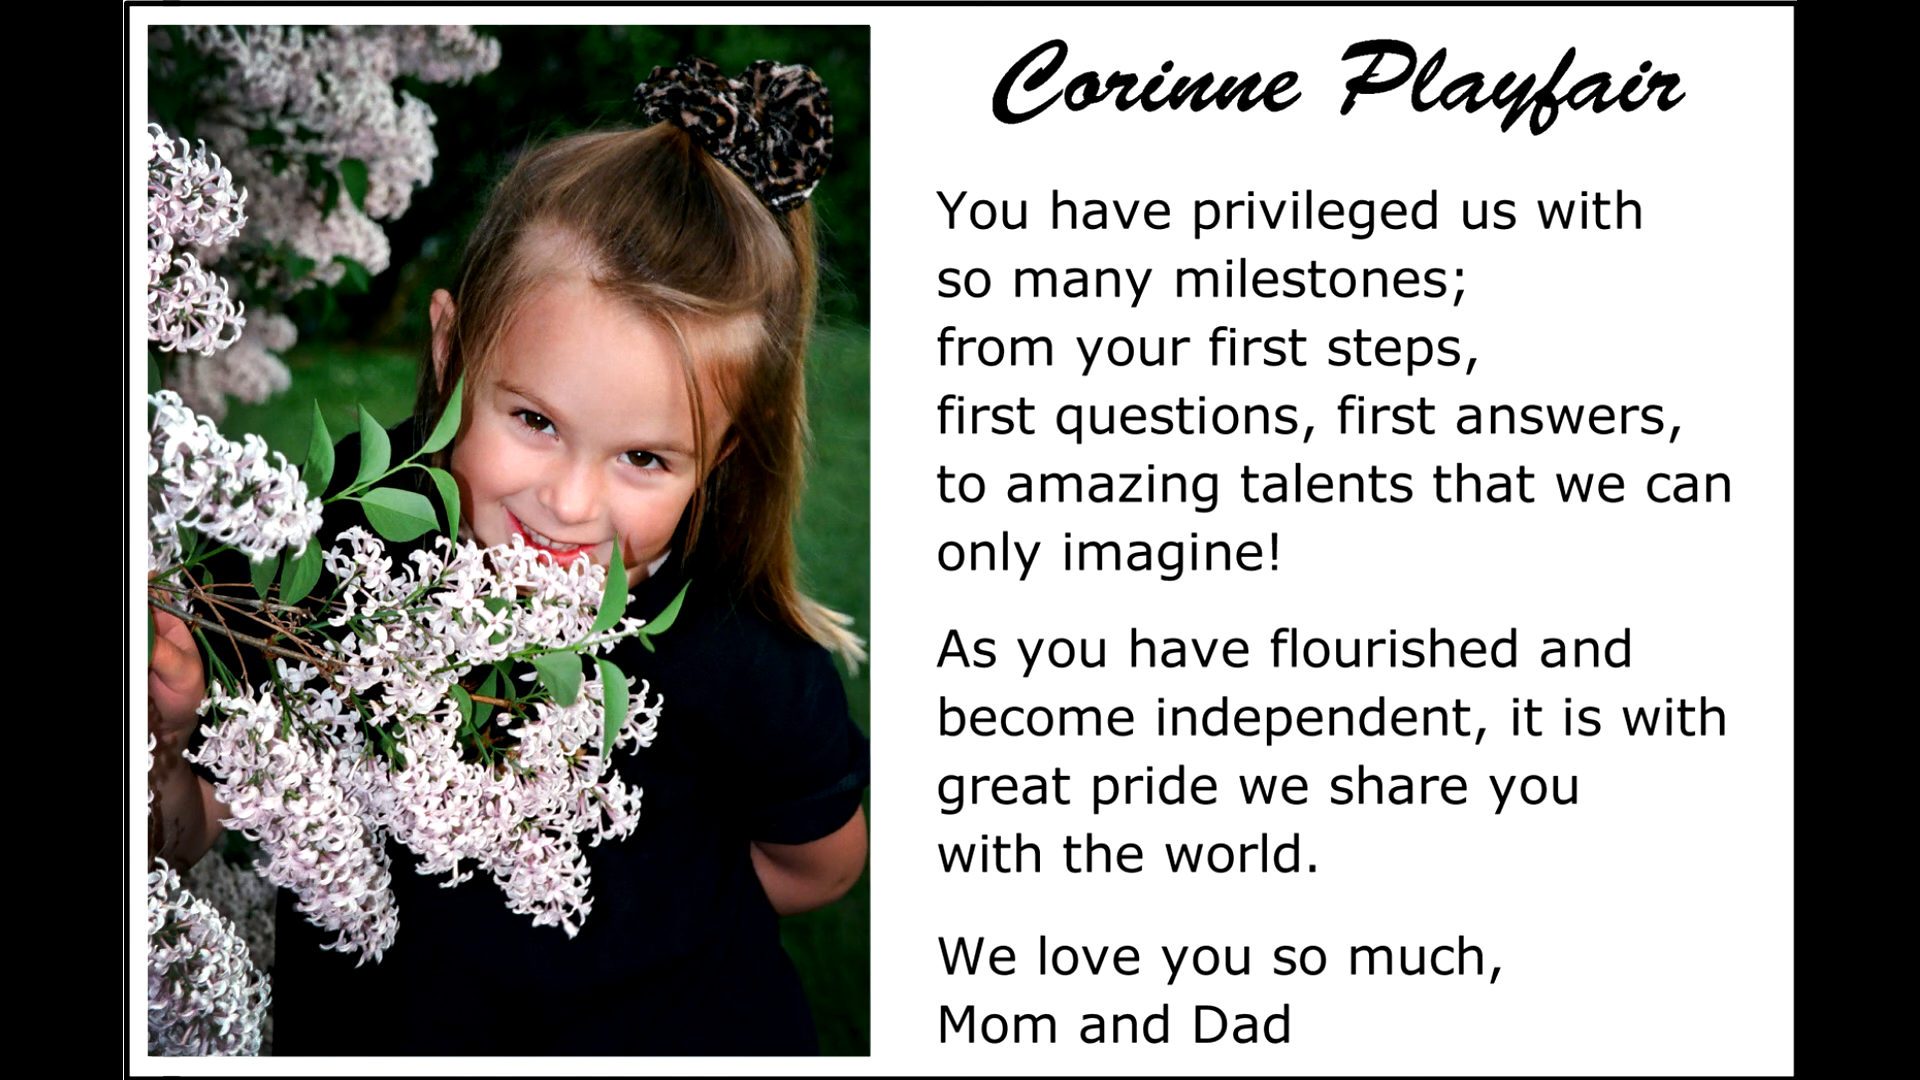 Corinne Playfair
You have privileged us with
so many milestones;
from your first steps,
first questions, first answers,
to amazing talents that we can
only imagine!
As you have flourished and
become independent, it is with
great pride we share you
with the world.
We love you so much,
Mom and Dad